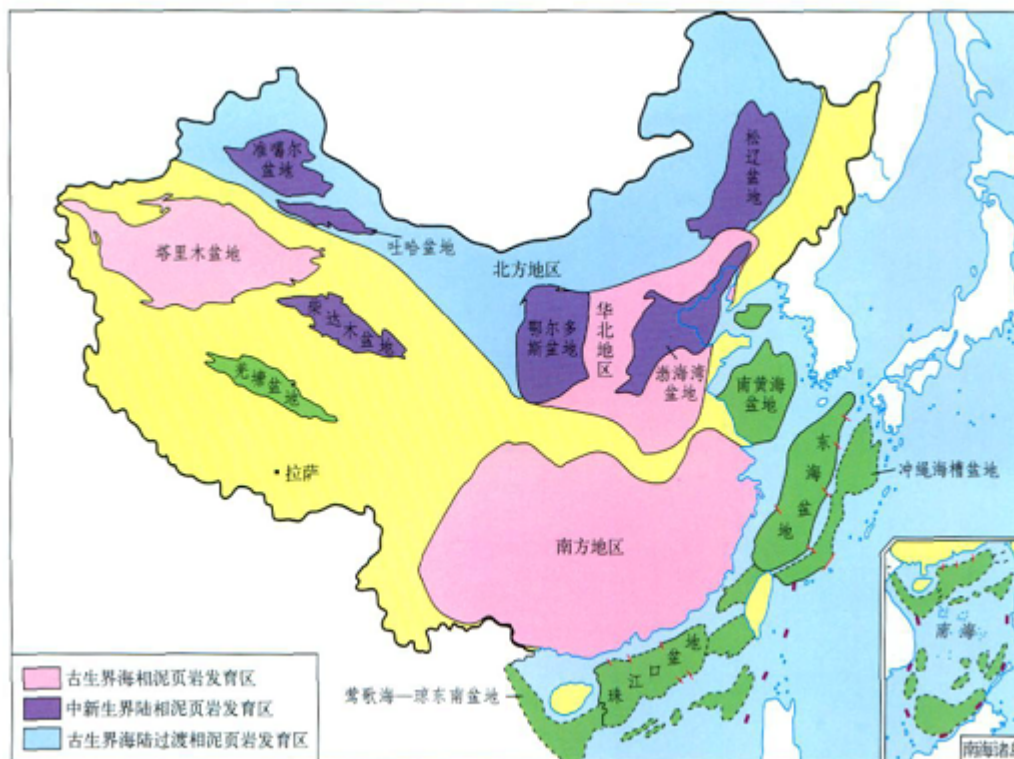 准噶尔
盆地
松辽盆地
吐哈盆地
塔里木盆地
北方地区
柴达木盆地
鄂尔多
斯盆地
华北地区
渤海湾
盆地
羌塘盆地
南黄海
盆地
拉萨
东海盆地
冲绳海槽盆地
南方地区
南海
珠江口盆地
莺歌海—琼东南盆地
古生界海相泥页岩发育区
中新生界陆相泥页岩发育区
古生界海陆过渡相泥页岩发育区
南海诸